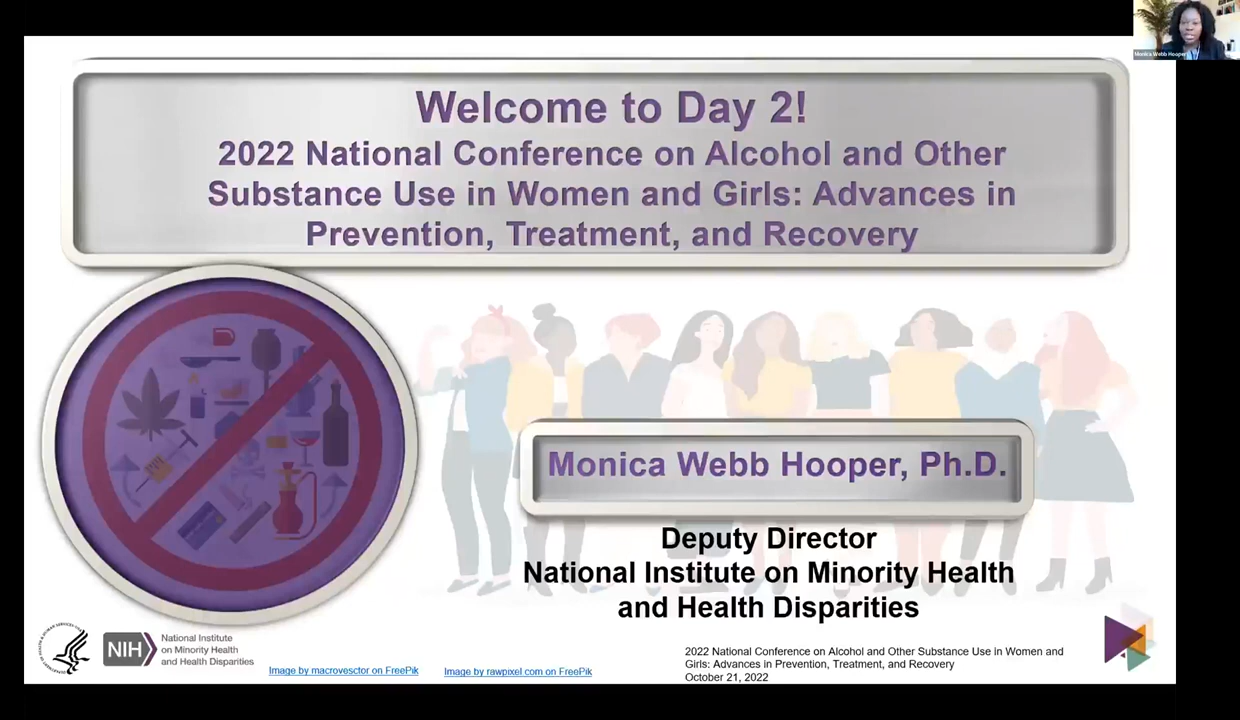 Monica Webb Hooper
Welcome to Day 2!
2022 National Conference on Alcohol and Other
Substance Use in Women and Girls: Advances in
Prevention, Treatment, and Recovery
Monica Webb Hooper, Ph.D.
Deputy Director
National Institute on Minority Health
and Health Disparities
NIH
National Institute
on Minority Health
and Health Disparities
Image by macrovesctor on FreePik
Image by rawpixel.com on FreePik
2022 National Conference on Alcohol and Other Substance Use in Women and
Girls: Advances in Prevention, Treatment, and Recovery
October 21, 2022